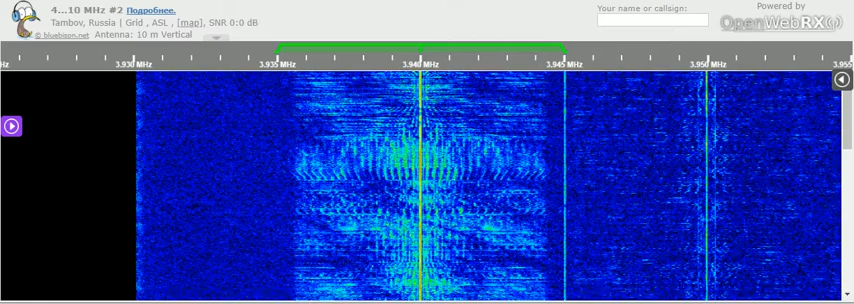 4...10 MHz #2 Подробнее.
Tambov, Russia | Grid , ASL , [map], SNR 0:0 dB
© bluebison.net Antenna: 10 m Vertical
Your name or callsign:
Powered by
OpenWebRX
Hz 3.930 MHz 3.935 MHz 3.940 MHz 3.945 MHz 3.950 MHz 3.955